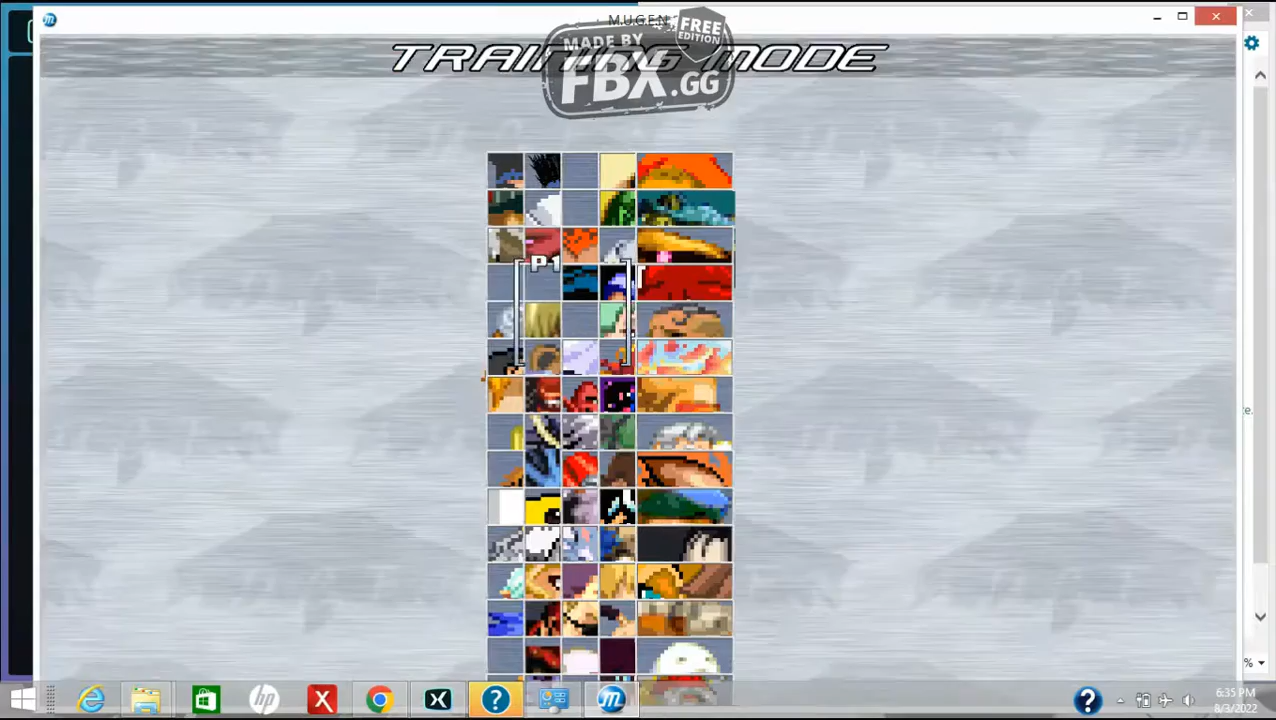 M.U.G.E.N
TRAINING MODE
MADE BY
FREE
EDITION
FBX.GG
P1
%
6:35 PM
8/3/2022